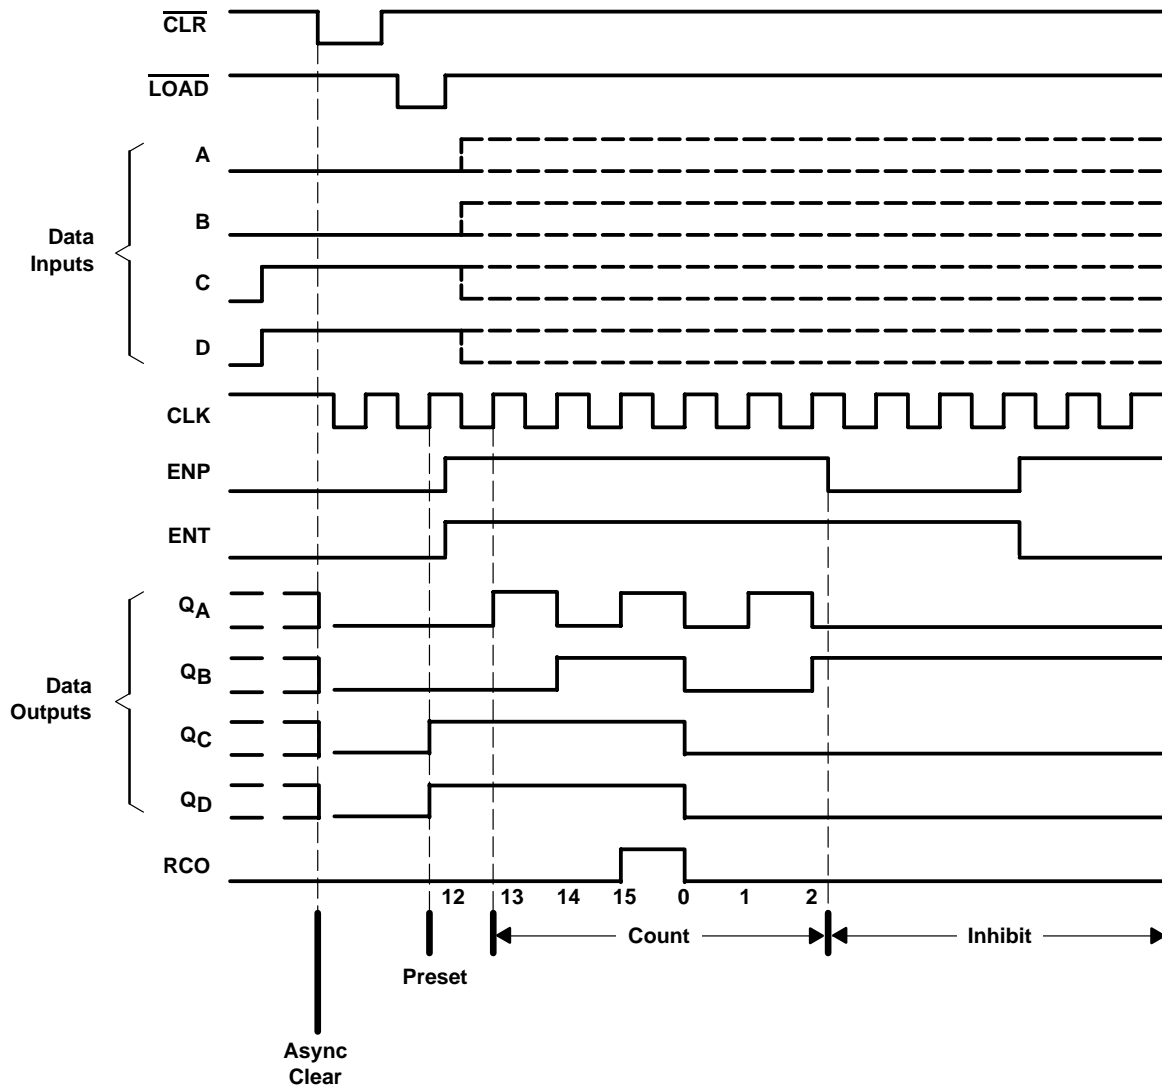 CLR
LOAD
A
B
Data
Inputs
C
D
CLK
ENP
ENT
QA
QB
Data
Outputs
QC
QD
RCO
12 13 14 15 0 1 2
Count Inhibit
Preset
Async
Clear